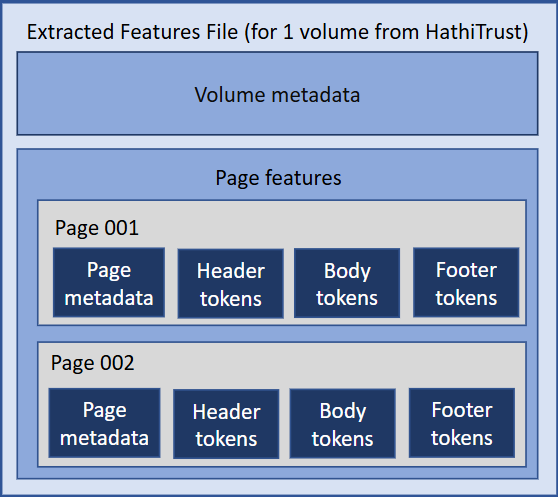 Extracted Features File (for 1 volume from HathiTrust)
Volume metadata
Page features
Page 001
Page
metadata
Header
tokens
Body
tokens
Footer
tokens
Page 002
Page
metadata
Header
tokens
Body
tokens
Footer
tokens